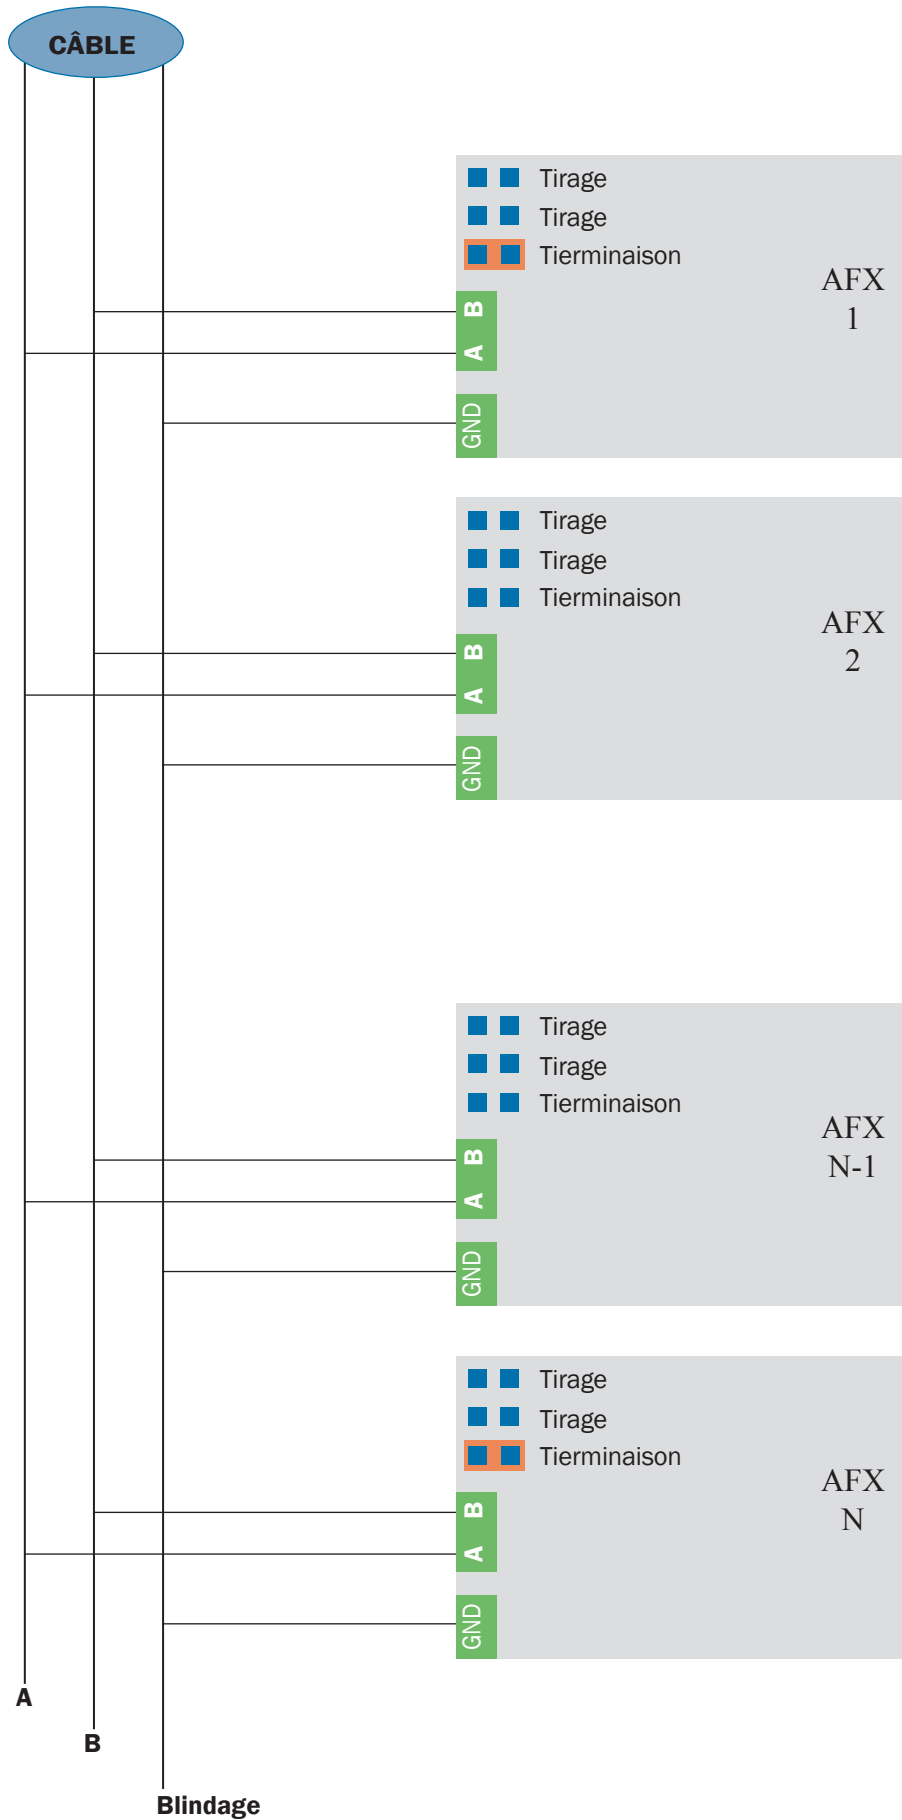 CÂBLE
Tirage
Tirage
Tierminaison
AFX
1
B
A
GND
Tirage
Tirage
Tierminaison
AFX
2
B
A
GND
Tirage
Tirage
Tierminaison
AFX
N-1
B
A
GND
Tirage
Tirage
Tierminaison
AFX
N
B
A
GND
A
B
Blindage